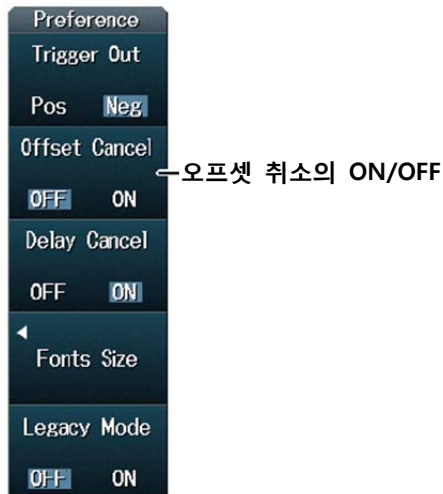 Preference
Trigger Out
Pos Neg
Offset Cancel
OFF ON
오프셋 취소의 ON/OFF
Delay Cancel
OFF ON
Fonts Size
Legacy Mode
OFF ON